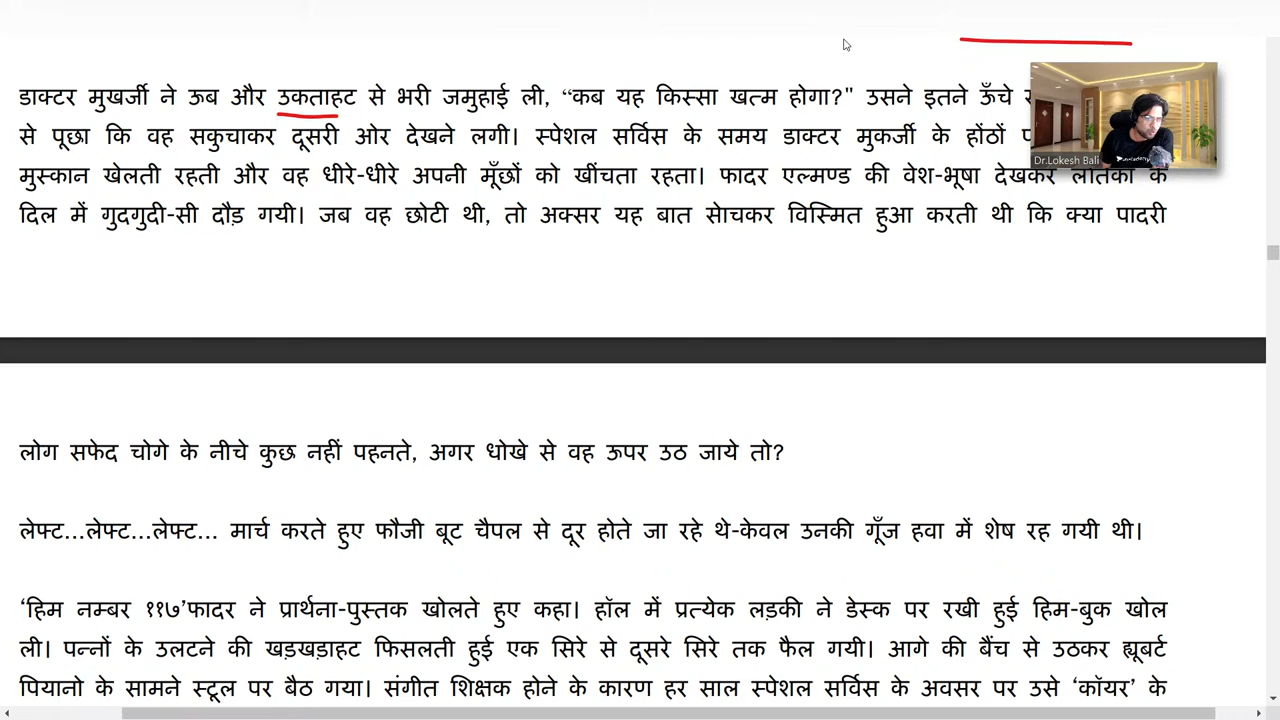 डाक्टर मुखर्जी ने ऊब और उकताहट से भरी जमुहाई ली, “कब यह किस्सा खत्म होगा?" उसने इतने ऊँचे
Dr.Lokesh Bali
से पूछा कि वह सकुचाकर दूसरी ओर देखने लगी। स्पेशल सर्विस के समय डाक्टर मुकर्जी के होंठों
मुस्कान खेलती रहती और वह धीरे-धीरे अपनी मूँछों को खींचता रहता। फादर एल्मण्ड की वेश-भूषा देखकर लतिका के
दिल में गुदगुदी-सी दौड़ गयी। जब वह छोटी थी, तो अक्सर यह बात सेाचकर विस्मित हुआ करती थी कि क्या पादरी
लोग सफेद चोगे के नीचे कुछ नहीं पहनते, अगर धोखे से वह ऊपर उठ जाये तो?
लेफ्ट...लेफ्ट...लेफ्ट... मार्च करते हुए फौजी बूट चैपल से दूर होते जा रहे थे-केवल उनकी गूँज हवा में शेष रह गयी थी।
‘हिम नम्बर ११७’फादर ने प्रार्थना-पुस्तक खोलते हुए कहा। हॉल में प्रत्येक लड़की ने डेस्क पर रखी हुई हिम-बुक खोल
ली। पन्नों के उलटने की खड़खड़ाहट फिसलती हुई एक सिरे से दूसरे सिरे तक फैल गयी। आगे की बैंच से उठकर ह्यूबर्ट
पियानो के सामने स्टूल पर बैठ गया। संगीत शिक्षक होने के कारण हर साल स्पेशल सर्विस के अवसर पर उसे ‘कॉयर’ के